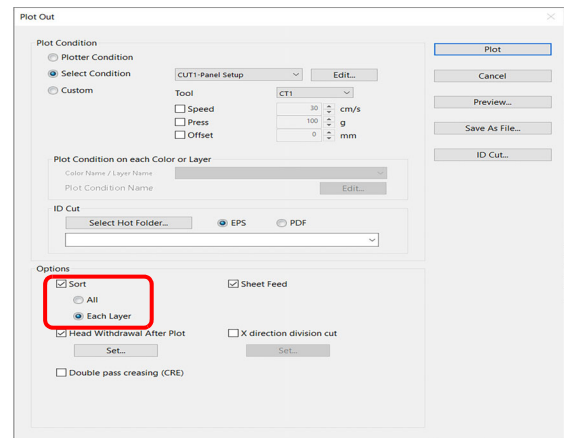 Plot Out
Plot Condition
Plotter Condition
Select Condition CUT1-Panel Setup Edit...
Custom Tool CT1
Speed 30 cm/s
Press 100 g
Offset 0 mm
Plot Condition on each Color or Layer
Color Name / Layer Name
Plot Condition Name Edit...
ID Cut
Select Hot Folder... EPS PDF
Options
Sort Sheet Feed
All
Each Layer
Head Withdrawal After Plot X direction division cut
Set... Set...
Double pass creasing (CRE)
Plot
Cancel
Preview...
Save As File...
ID Cut...